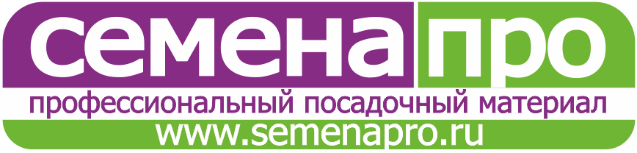 семена про
профессиональный посадочный материал
www.semenapro.ru